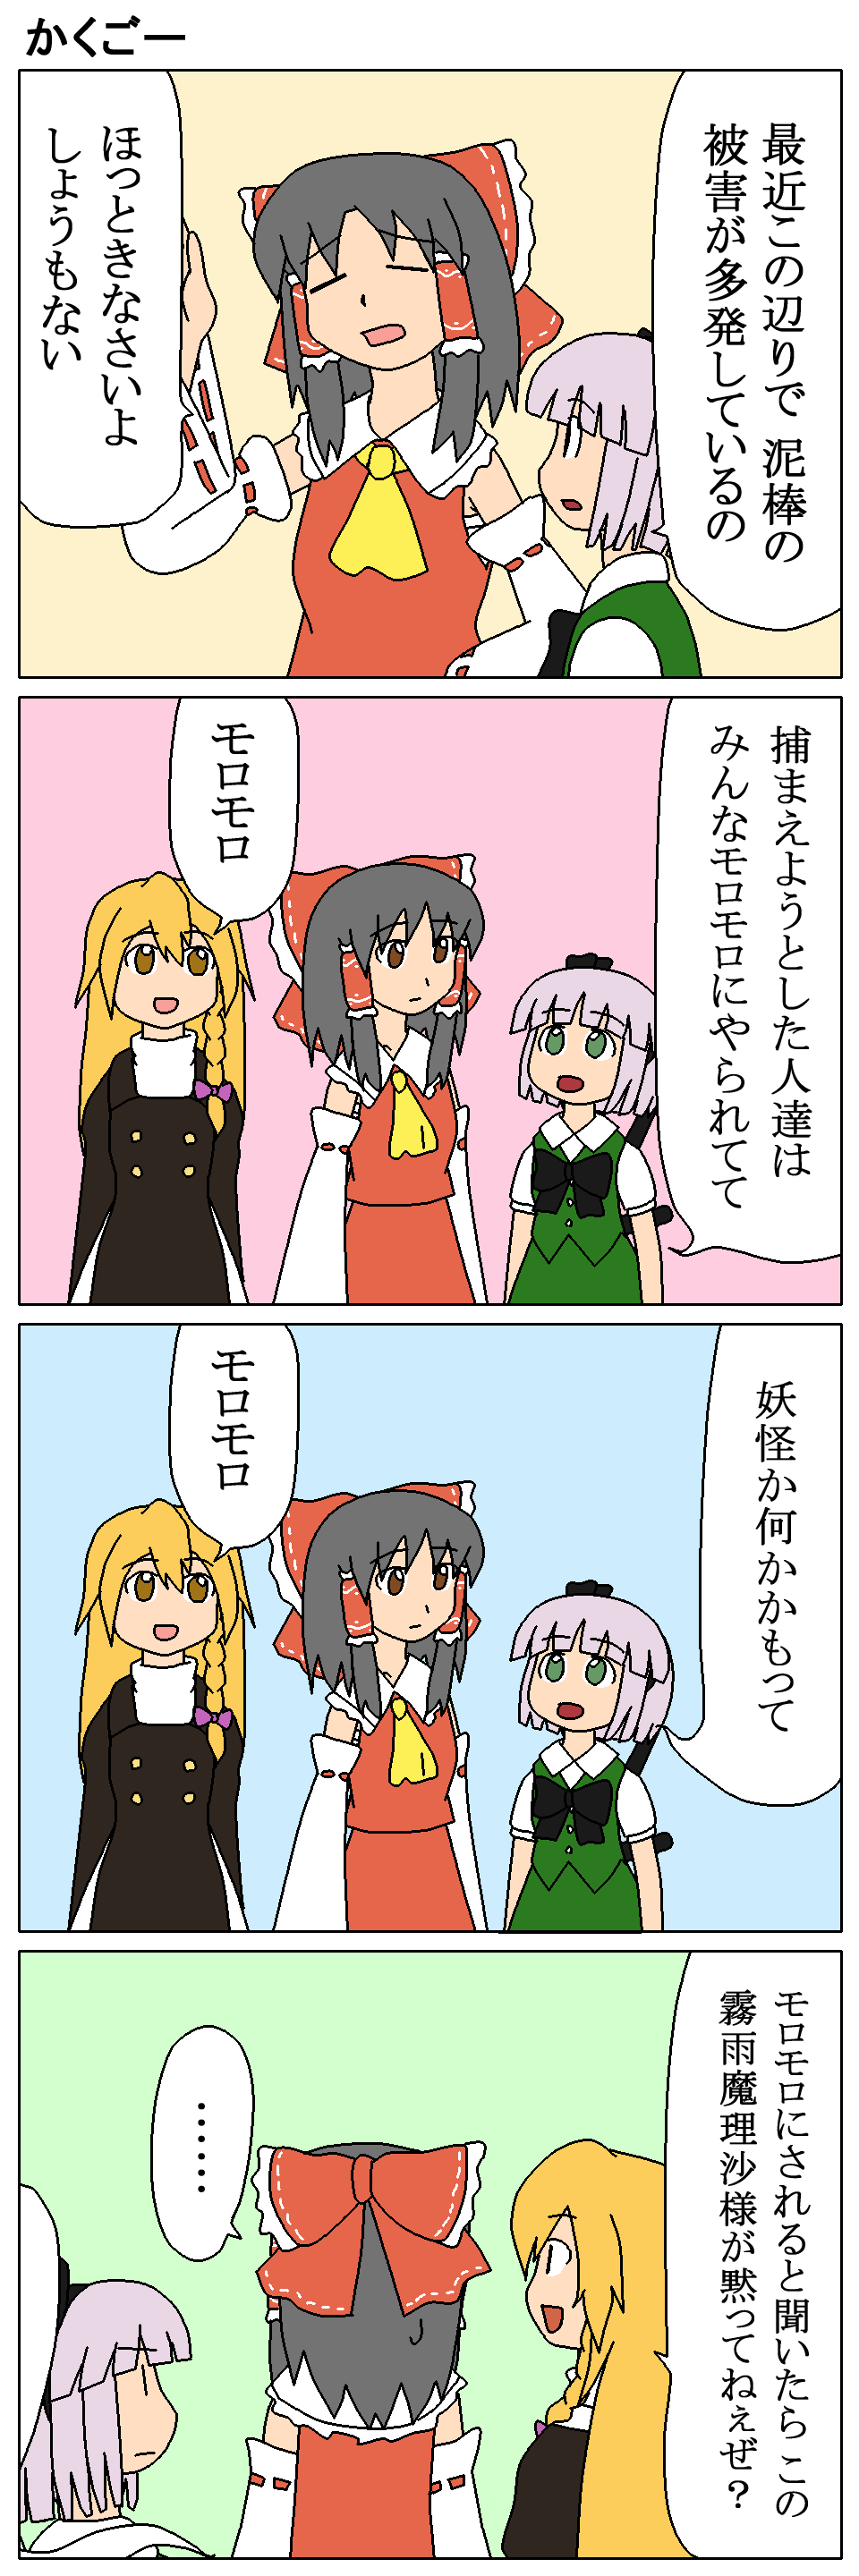 かくごー
最近この辺りで 泥棒の
被害が多発しているの
ほっときなさいよ
しょうもない
捕まえようとした人達は
みんなモロモロにやられてて
モロモロ
妖怪か何かかもって
モロモロ
モロモロにされると聞いたら この
霧雨魔理沙様が黙ってねぇぜ？
……